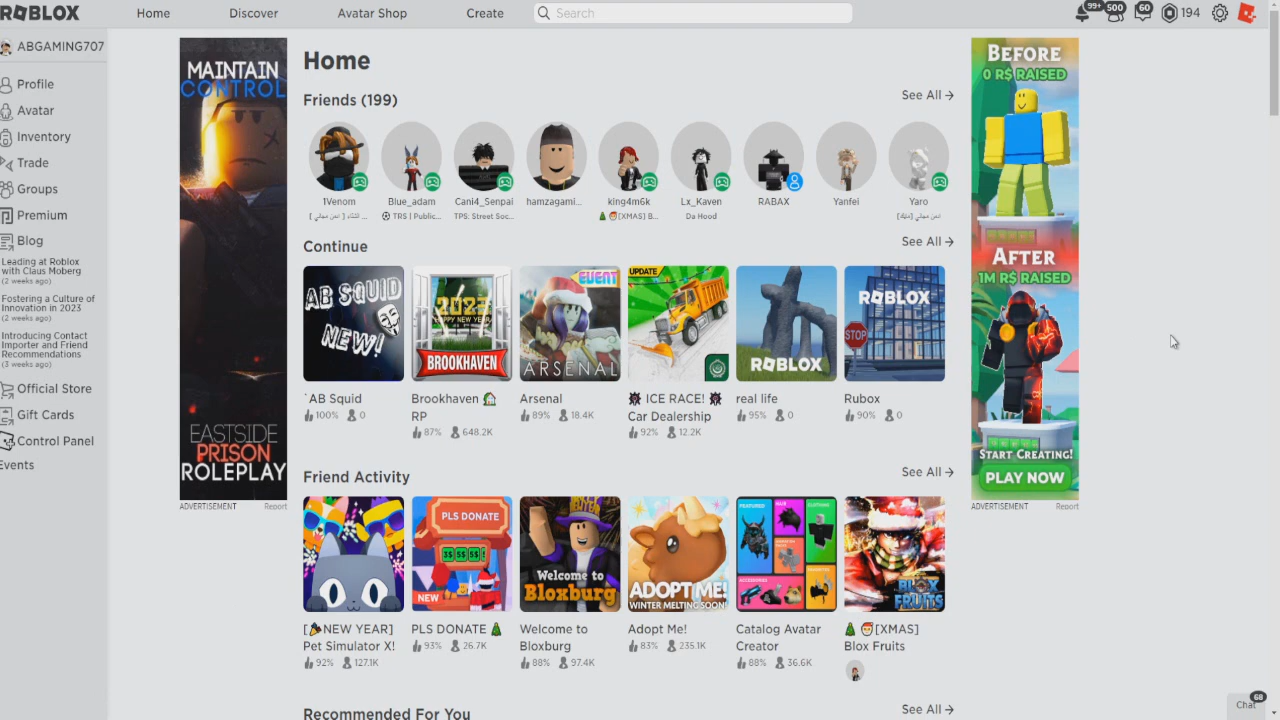 ROBLOX
Home
Discover
Avatar Shop
Create
Search
99+
500
60
194
ABGAMING707
Profile
Avatar
Inventory
Trade
Groups
Premium
Blog
Leading at Roblox
with Claus Moberg
(2 weeks ago)
Fostering a Culture of
Innovation in 2023
(2 weeks ago)
Introducing Contact
Importer and Friend
Recommendations
(3 weeks ago)
Official Store
Gift Cards
Control Panel
Events
MAINTAIN
CONTROL
EASTSIDE
PRISON
ROLEPLAY
ADVERTISEMENT
Report
Home
Friends (199)
See All →
1Venom
Blue_adam
Cani4_Senpai
hamzagami...
king4m6k
Lx_Kaven
RABAX
Yanfei
Yaro
TRS | Public...
TPS: Street Soc...
[XMAS] B...
Da Hood
Continue
See All →
AB SQUID
NEW!
2023
HAPPY NEW YEAR
BROOKHAVEN
EVENT
ARSENAL
UPDATE
ROBLOX
ROBLOX
STOP
`AB Squid
100% 0
Brookhaven
RP
87% 648.2K
Arsenal
89% 18.4K
ICE RACE!
Car Dealership
92% 12.2K
real life
95% 0
Rubox
90% 0
Friend Activity
See All →
PLS DONATE
$$$$!
NEW
Welcome to
Bloxburg
ADOPT ME!
WINTER MELTING SOON!
FEATURED
HAIR
CLOTHING
ACCESSORIES
BLOX
FRUITS
[NEW YEAR]
Pet Simulator X!
92% 127.1K
PLS DONATE
93% 26.7K
Welcome to
Bloxburg
88% 97.4K
Adopt Me!
83% 235.1K
Catalog Avatar
Creator
88% 36.6K
[XMAS]
Blox Fruits
Recommended For You
See All →
BEFORE
0 R$ RAISED
AFTER
1M R$ RAISED
START CREATING!
PLAY NOW
ADVERTISEMENT
Report
Chat
68